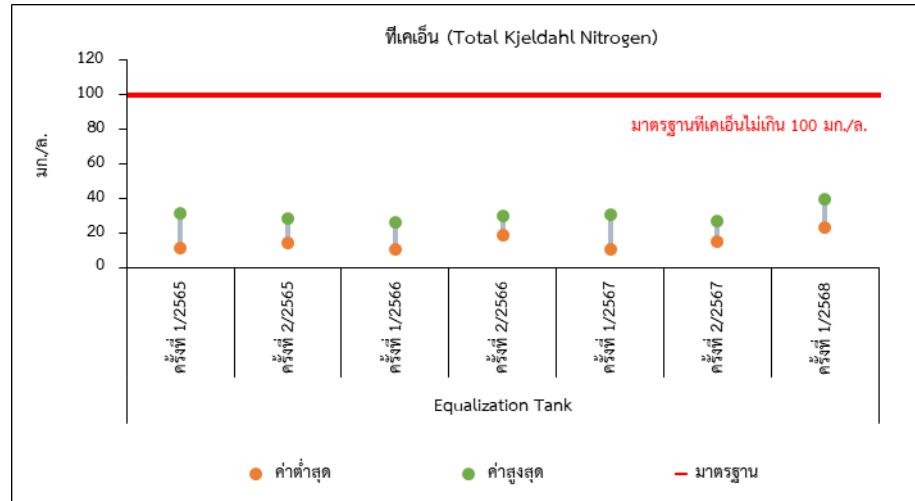 ทีเคเอ็น (Total Kjeldahl Nitrogen)
120
100
80
60
40
20
0
มก./ล.
มาตรฐานทีเคเอ็นไม่เกิน 100 มก./ล.
ครั้งที่ 1/2565
ครั้งที่ 2/2565
ครั้งที่ 1/2566
ครั้งที่ 2/2566
ครั้งที่ 1/2567
ครั้งที่ 2/2567
ครั้งที่ 1/2568
Equalization Tank
ค่าต่ำสุด
ค่าสูงสุด
มาตรฐาน